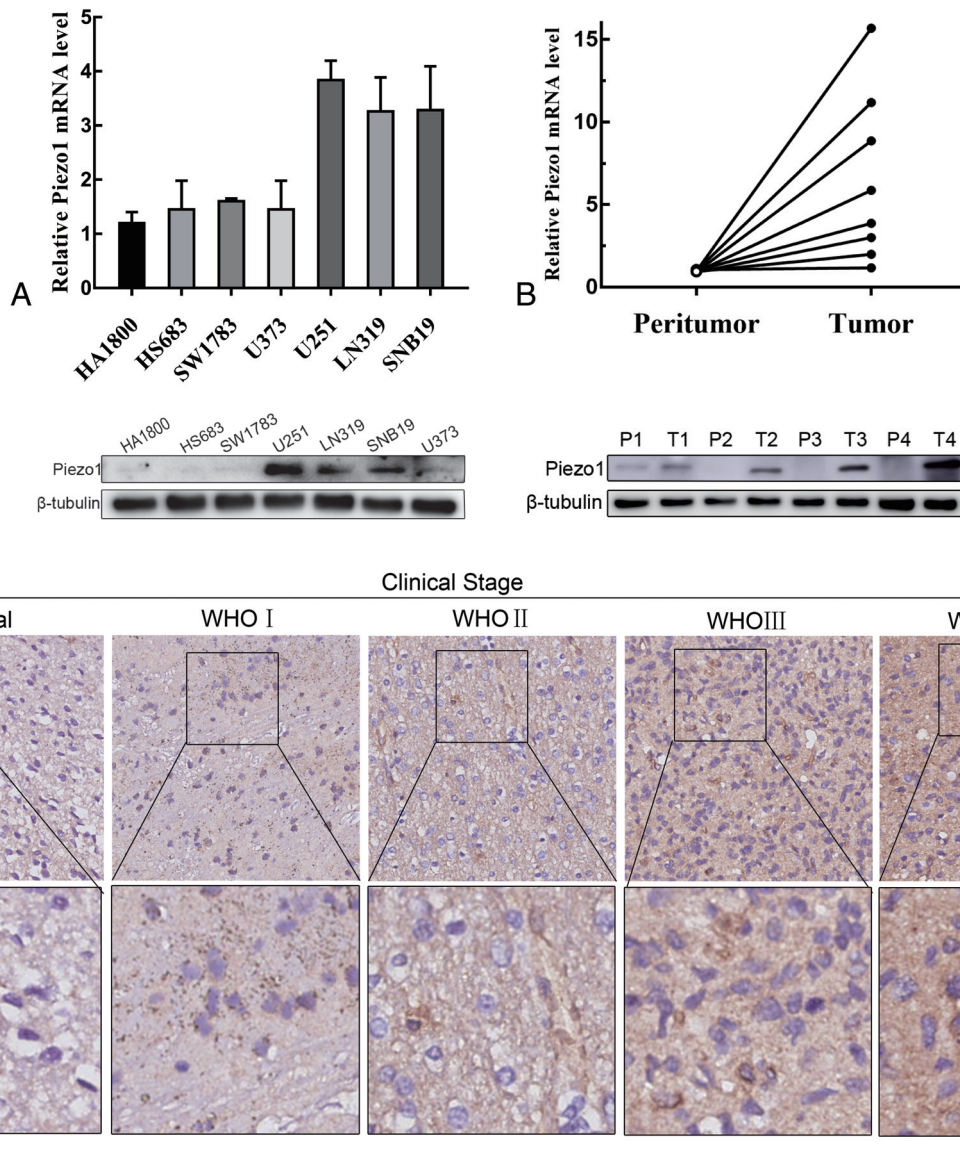 Relative Piezo1 mRNA level
5
4
3
2
1
0
A
HA1800
HS683
SW1783
U373
U251
LN319
SNB19
Relative Piezo1 mRNA level
15
10
5
0
B
Peritumor
Tumor
HA1800 HS683 SW1783 U251 LN319 SNB19 U373
Piezo1
β-tubulin
P1 T1 P2 T2 P3 T3 P4 T4
Piezo1
β-tubulin
Clinical Stage
al WHO Ⅰ WHO Ⅱ WHOⅢ W